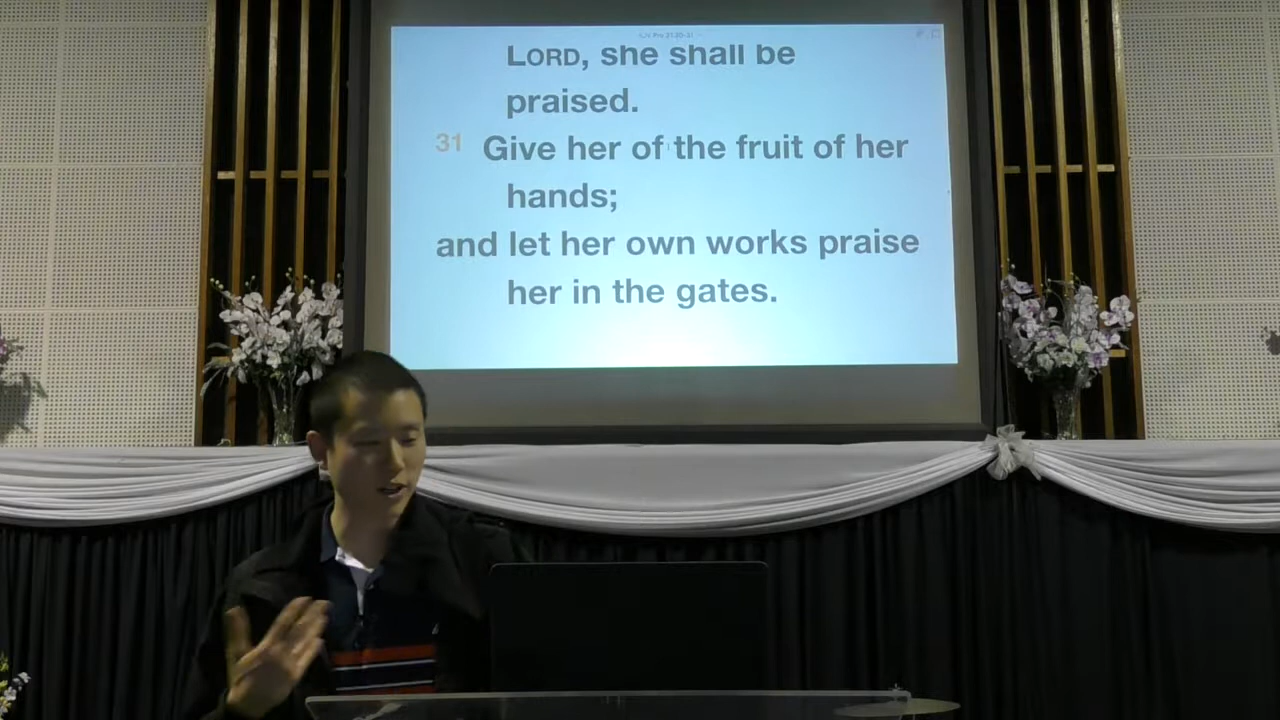 LORD, she shall be
praised.
31 Give her of the fruit of her
hands;
and let her own works praise
her in the gates.